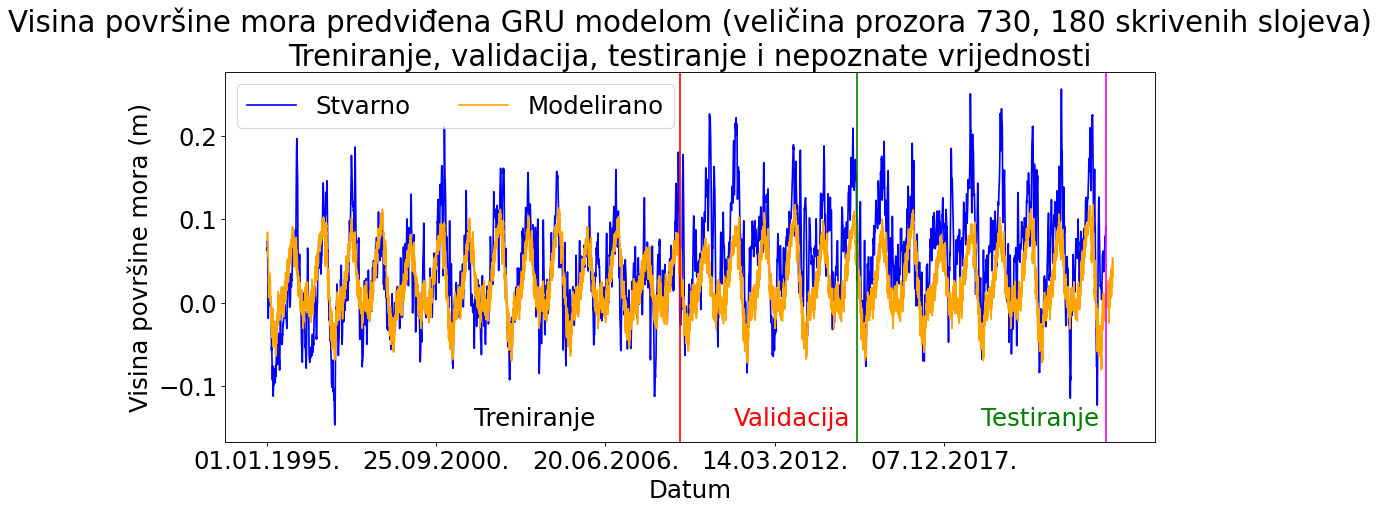 Visina površine mora predviđena GRU modelom (veličina prozora 730, 180 skrivenih slojeva)
Treniranje, validacija, testiranje i nepoznate vrijednosti
Stvarno
Modelirano
Visina površine mora (m)
0.2
0.1
0.0
−0.1
Treniranje
Validacija
Testiranje
01.01.1995.
25.09.2000.
20.06.2006.
14.03.2012.
07.12.2017.
Datum